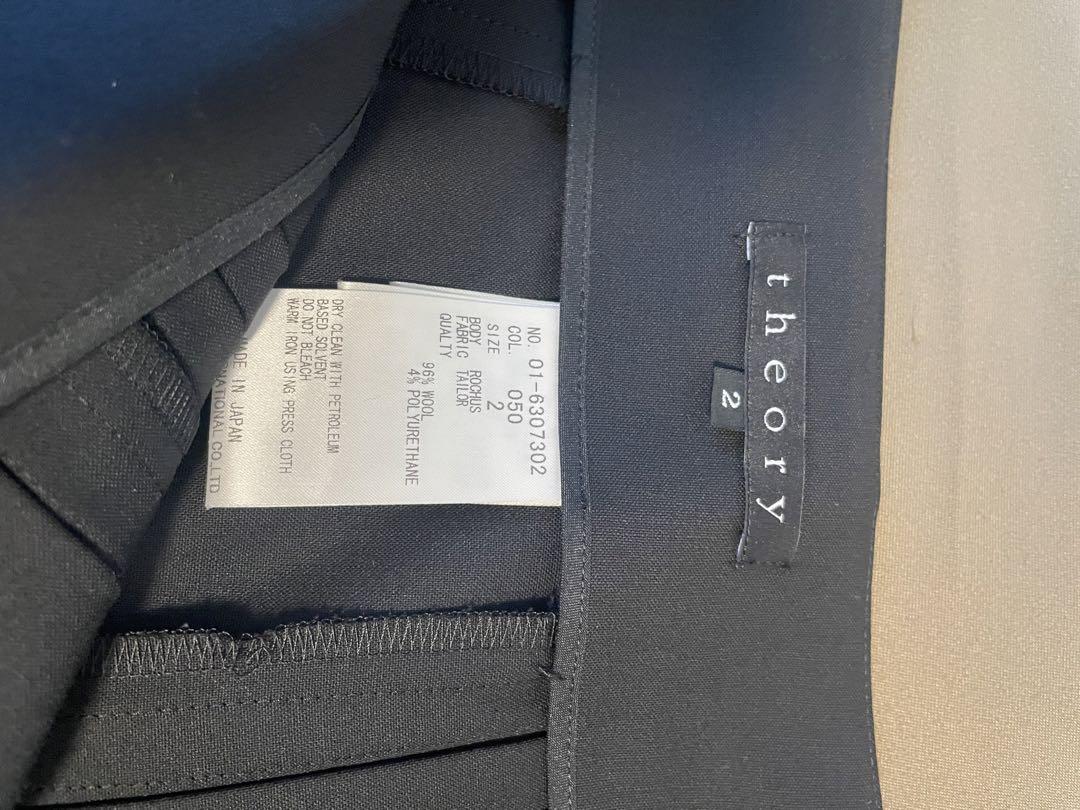 theory
2
NO. 01-6307302
COL. 050
SIZE 2
BODY ROCHUS
FABRIC TAILOR
QUALTY
96% WOOL
4% POLYURETHANE
DRY CLEAN WITH PETROLEUM
BASED SOLVENT
DO NOT BLEACH
WARM IRON USING PRESS CLOTH
MADE IN JAPAN
CO.,LTD